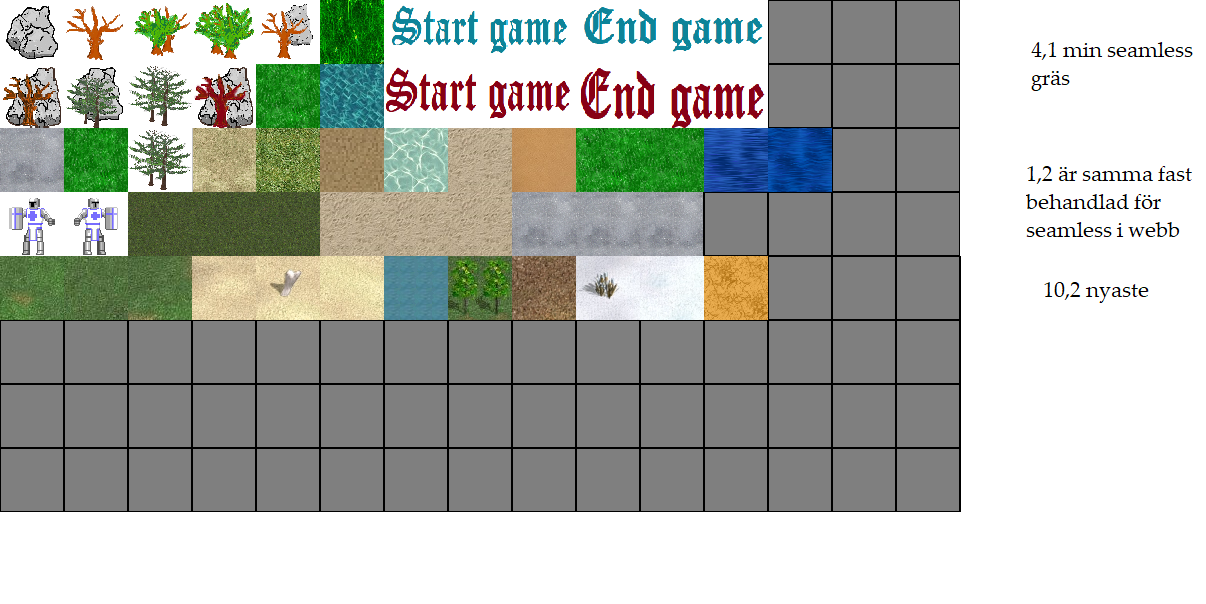 Start game End game
Start game End game
4,1 min seamless
gräs
1,2 är samma fast
behandlad för
seamless i webb
10,2 nyaste